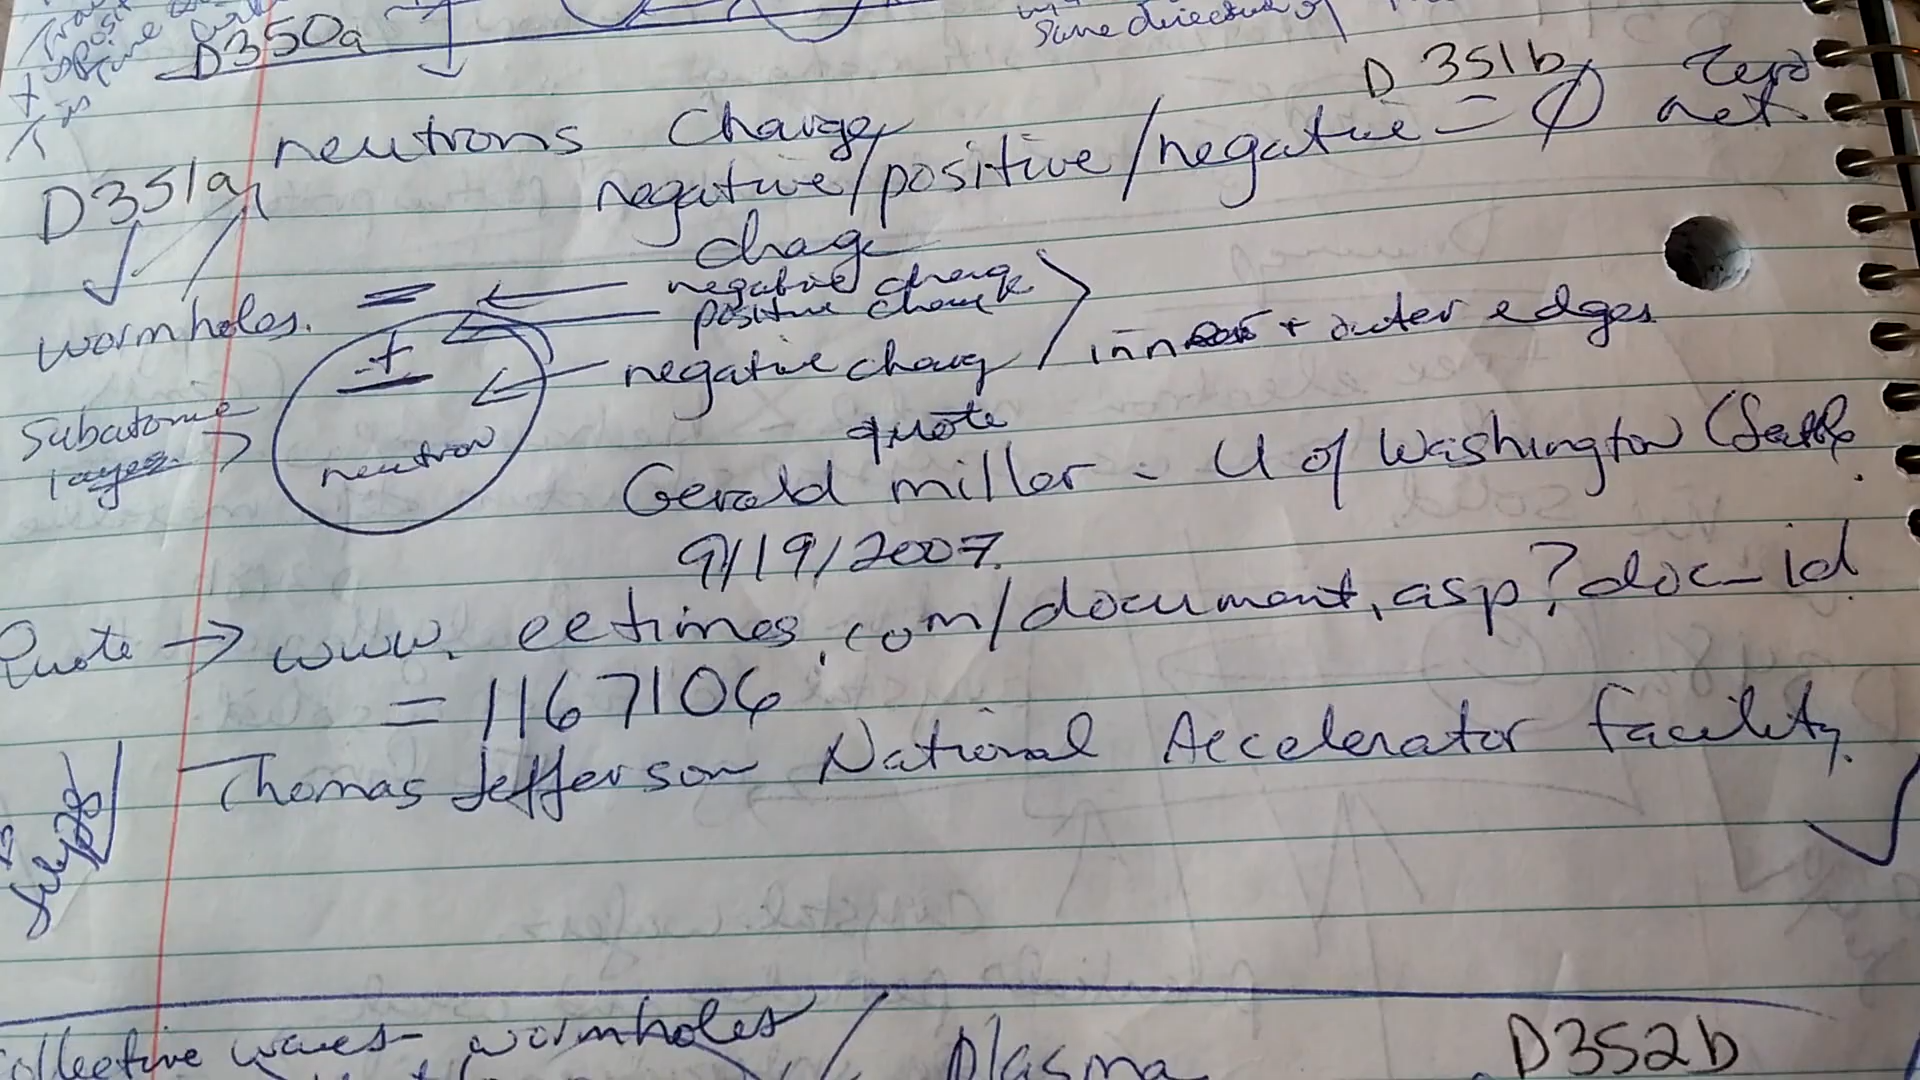 D350a
Same direction of
D 351b
Zero
neutrons Charge
negative/positive/negative = ∅ net.
D351a
charge
negative charge
positive charge
wormholes.
+
inner + outer edges
negative charg
Subatomic
layers.
neutron
quote
Gerald miller - U of Washington (Seattle
9/19/2007.
Quote → www.eetimes.com/document.asp?doc_id
= 1167106
Thomas Jefferson National Accelerator facility.
collective waves- wormholes / Plasma
D352b